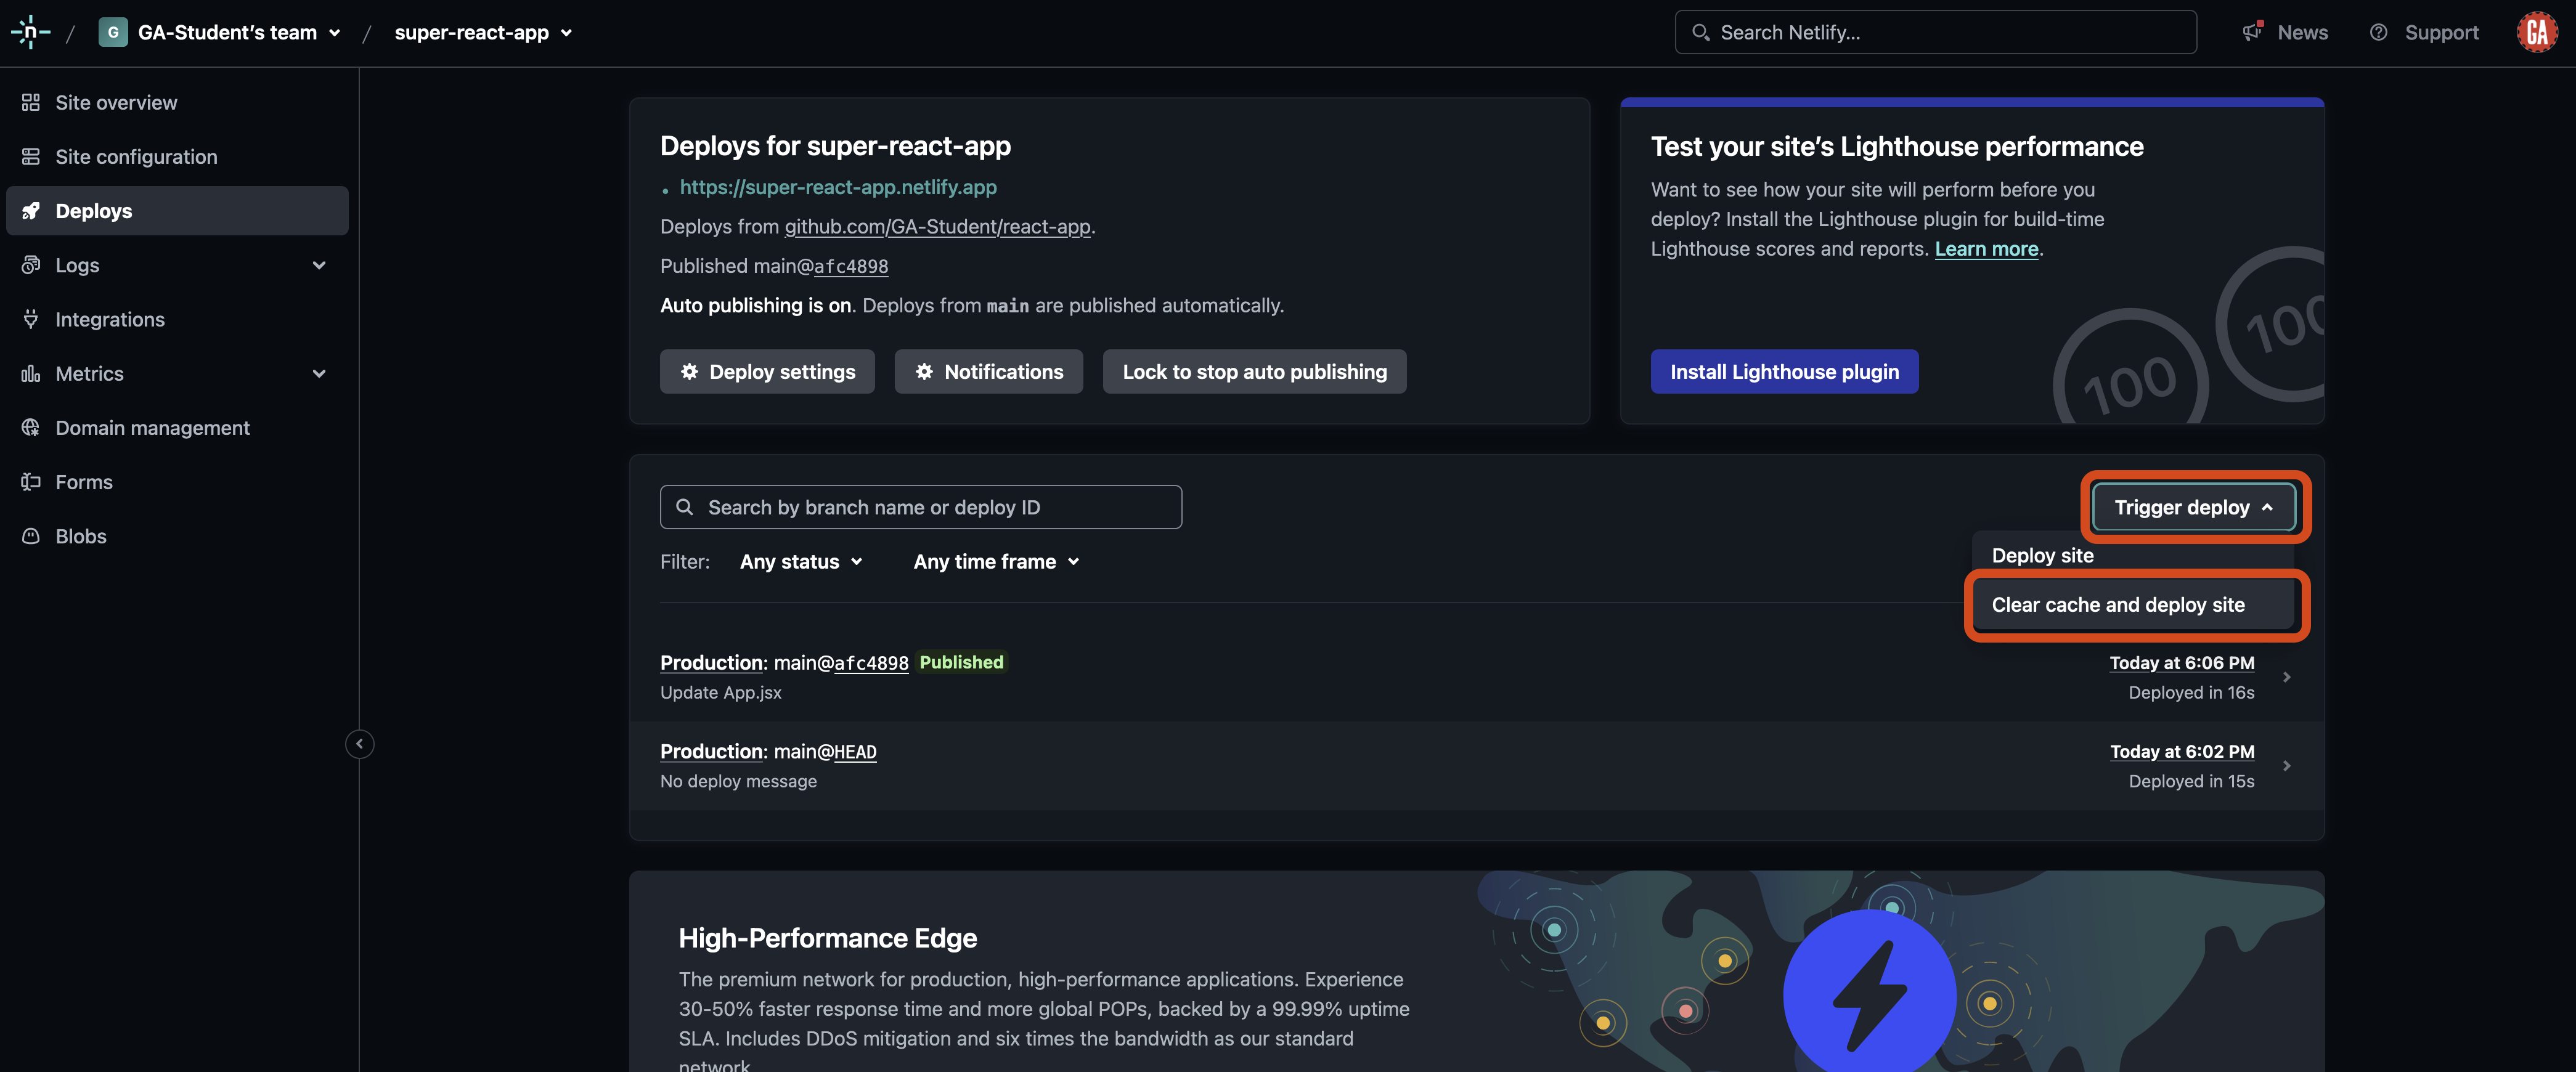 n / G GA-Student's team / super-react-app
Search Netlify...
News
Support
GA
Site overview
Site configuration
Deploys
Logs
Integrations
Metrics
Domain management
Forms
Blobs
Deploys for super-react-app
https://super-react-app.netlify.app
Deploys from github.com/GA-Student/react-app.
Published main@afc4898
Auto publishing is on. Deploys from main are published automatically.
Deploy settings
Notifications
Lock to stop auto publishing
Test your site's Lighthouse performance
Want to see how your site will perform before you
deploy? Install the Lighthouse plugin for build-time
Lighthouse scores and reports. Learn more.
Install Lighthouse plugin
100
100
Search by branch name or deploy ID
Trigger deploy
Deploy site
Clear cache and deploy site
Filter: Any status Any time frame
Production: main@afc4898 Published
Update App.jsx
Today at 6:06 PM
Deployed in 16s
Production: main@HEAD
No deploy message
Today at 6:02 PM
Deployed in 15s
High-Performance Edge
The premium network for production, high-performance applications. Experience
30-50% faster response time and more global POPs, backed by a 99.99% uptime
SLA. Includes DDoS mitigation and six times the bandwidth as our standard
network.